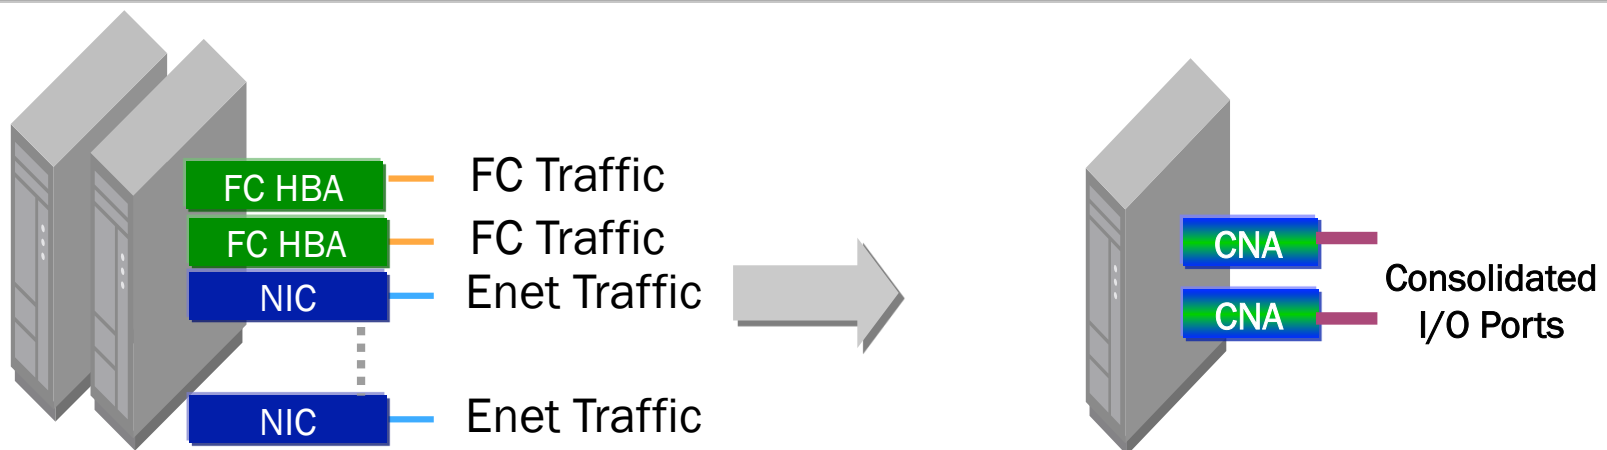 FC HBA
FC Traffic
FC HBA
FC Traffic
NIC
Enet Traffic
NIC
Enet Traffic
CNA
CNA
Consolidated
I/O Ports